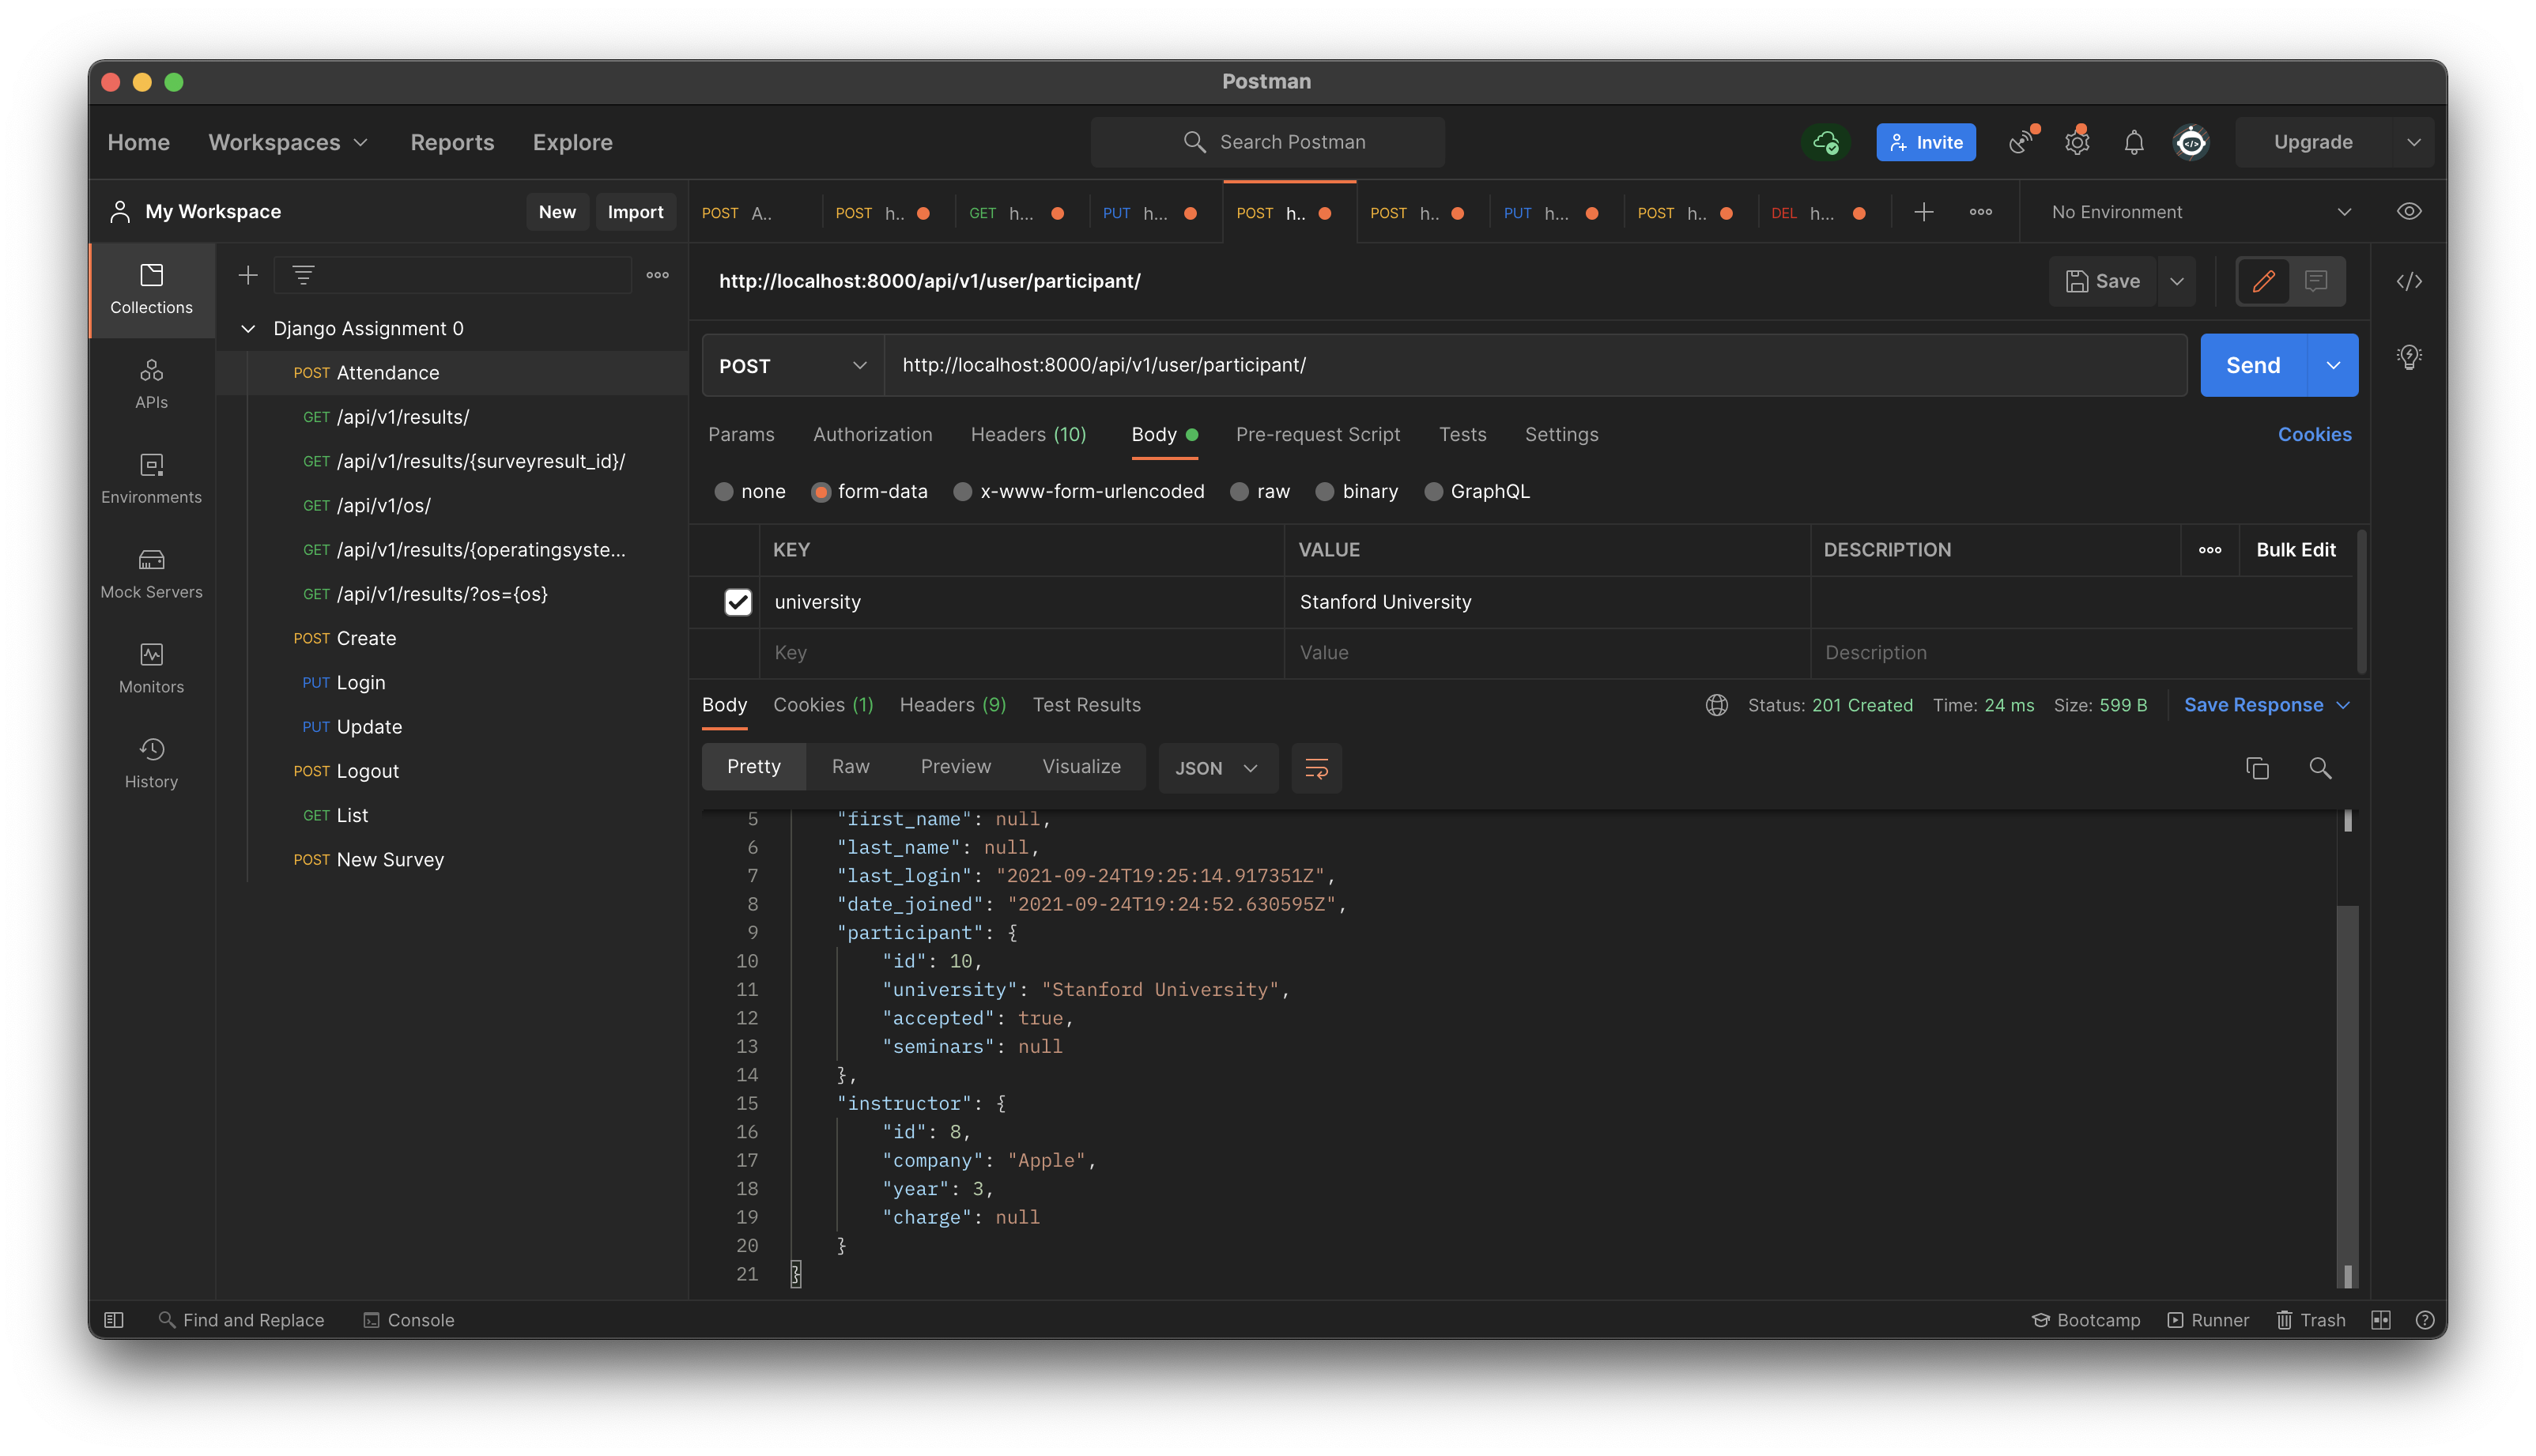 Postman
Home Workspaces Reports Explore Search Postman Invite Upgrade
My Workspace New Import POST A.. POST h.. GET h... PUT h... POST h.. POST h.. PUT h... POST h.. DEL h... No Environment
Collections
APIs
Environments
Mock Servers
Monitors
History
Django Assignment 0
POST Attendance
GET /api/v1/results/
GET /api/v1/results/{surveyresult_id}/
GET /api/v1/os/
GET /api/v1/results/{operatingsyste...
GET /api/v1/results/?os={os}
POST Create
PUT Login
PUT Update
POST Logout
GET List
POST New Survey
http://localhost:8000/api/v1/user/participant/ Save
POST http://localhost:8000/api/v1/user/participant/ Send
Params Authorization Headers (10) Body Pre-request Script Tests Settings Cookies
none form-data x-www-form-urlencoded raw binary GraphQL
KEY VALUE DESCRIPTION Bulk Edit
university Stanford University
Key Value Description
Body Cookies (1) Headers (9) Test Results Status: 201 Created Time: 24 ms Size: 599 B Save Response
Pretty Raw Preview Visualize JSON
5 "first_name": null,
6 "last_name": null,
7 "last_login": "2021-09-24T19:25:14.917351Z",
8 "date_joined": "2021-09-24T19:24:52.630595Z",
9 "participant": {
10 "id": 10,
11 "university": "Stanford University",
12 "accepted": true,
13 "seminars": null
14 },
15 "instructor": {
16 "id": 8,
17 "company": "Apple",
18 "year": 3,
19 "charge": null
20 }
21 }
Find and Replace Console Bootcamp Runner Trash